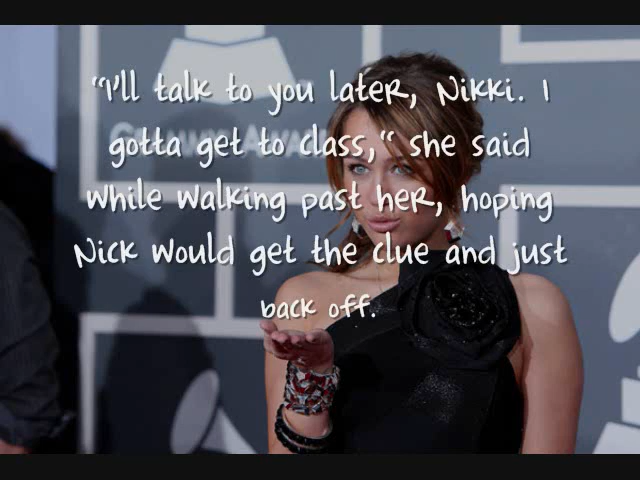 "I'll talk to you later, Nikki. I
gotta get to class," she said
while walking past her, hoping
Nick would get the clue and just
back off.